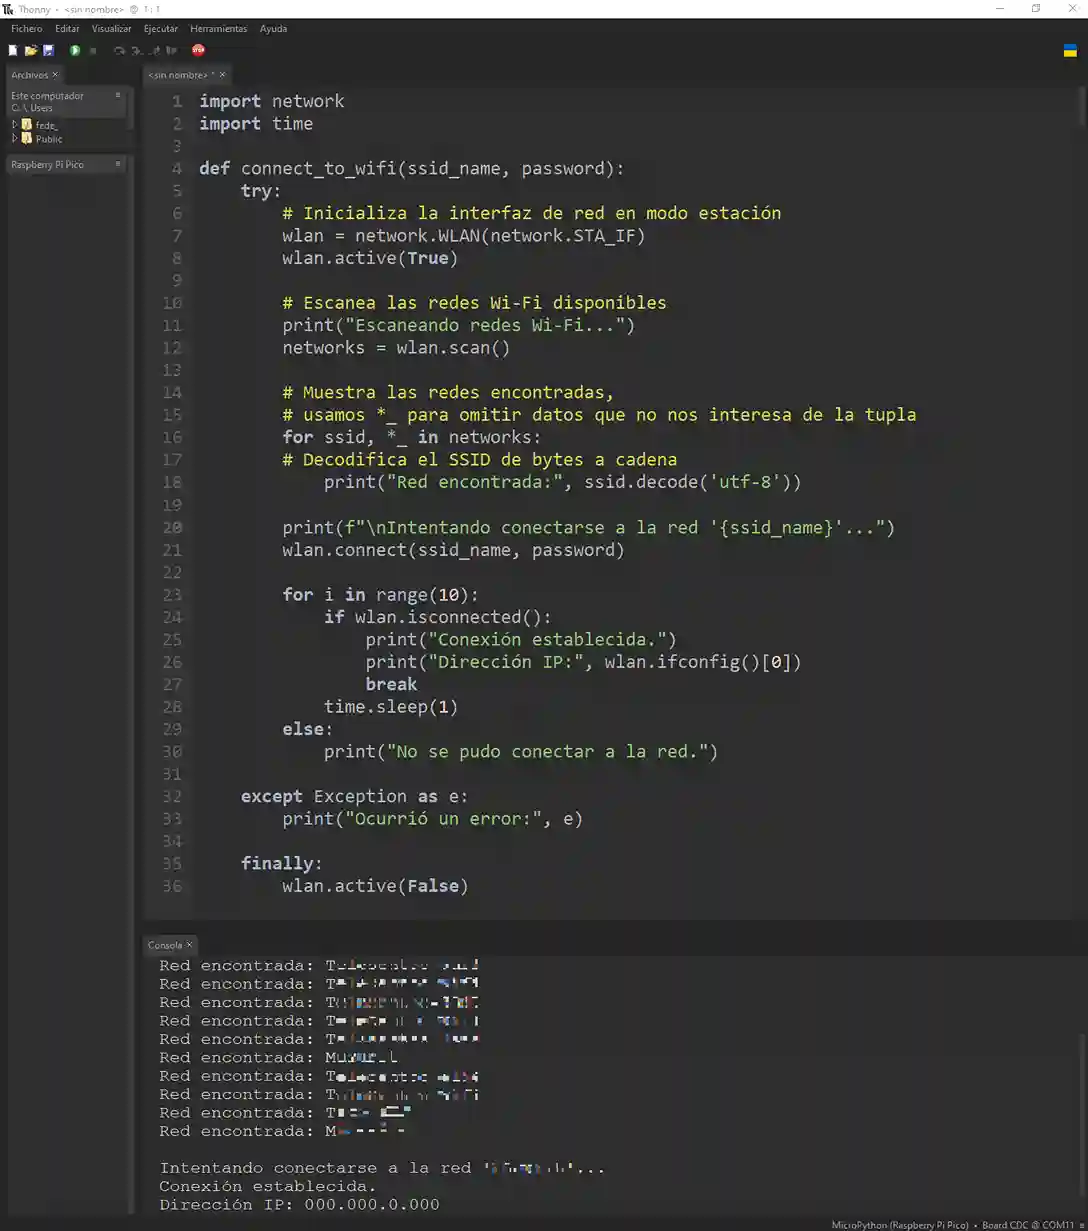 Thonny - <sin nombre> @ 1 : 1
Fichero Editar Visualizar Ejecutar Herramientas Ayuda
STOP
Archivos ×
Este computador
C: \ Users
fede_
Public
Raspberry Pi Pico
<sin nombre> * ×
1 import network
2 import time
3
4 def connect_to_wifi(ssid_name, password):
5 try:
6 # Inicializa la interfaz de red en modo estación
7 wlan = network.WLAN(network.STA_IF)
8 wlan.active(True)
9
10 # Escanea las redes Wi-Fi disponibles
11 print("Escaneando redes Wi-Fi...")
12 networks = wlan.scan()
13
14 # Muestra las redes encontradas,
15 # usamos *_ para omitir datos que no nos interesa de la tupla
16 for ssid, *_ in networks:
17 # Decodifica el SSID de bytes a cadena
18 print("Red encontrada:", ssid.decode('utf-8'))
19
20 print(f"\nIntentando conectarse a la red '{ssid_name}'...")
21 wlan.connect(ssid_name, password)
22
23 for i in range(10):
24 if wlan.isconnected():
25 print("Conexión establecida.")
26 print("Dirección IP:", wlan.ifconfig()[0])
27 break
28 time.sleep(1)
29 else:
30 print("No se pudo conectar a la red.")
31
32 except Exception as e:
33 print("Ocurrió un error:", e)
34
35 finally:
36 wlan.active(False)
Consola ×
Red encontrada:
Red encontrada:
Red encontrada:
Red encontrada:
Red encontrada:
Red encontrada:
Red encontrada:
Red encontrada:
Red encontrada:
Red encontrada:
Intentando conectarse a la red
Conexión establecida.
Dirección IP: 000.000.0.000
MicroPython (Raspberry Pi Pico) • Board CDC @ COM11 ≡